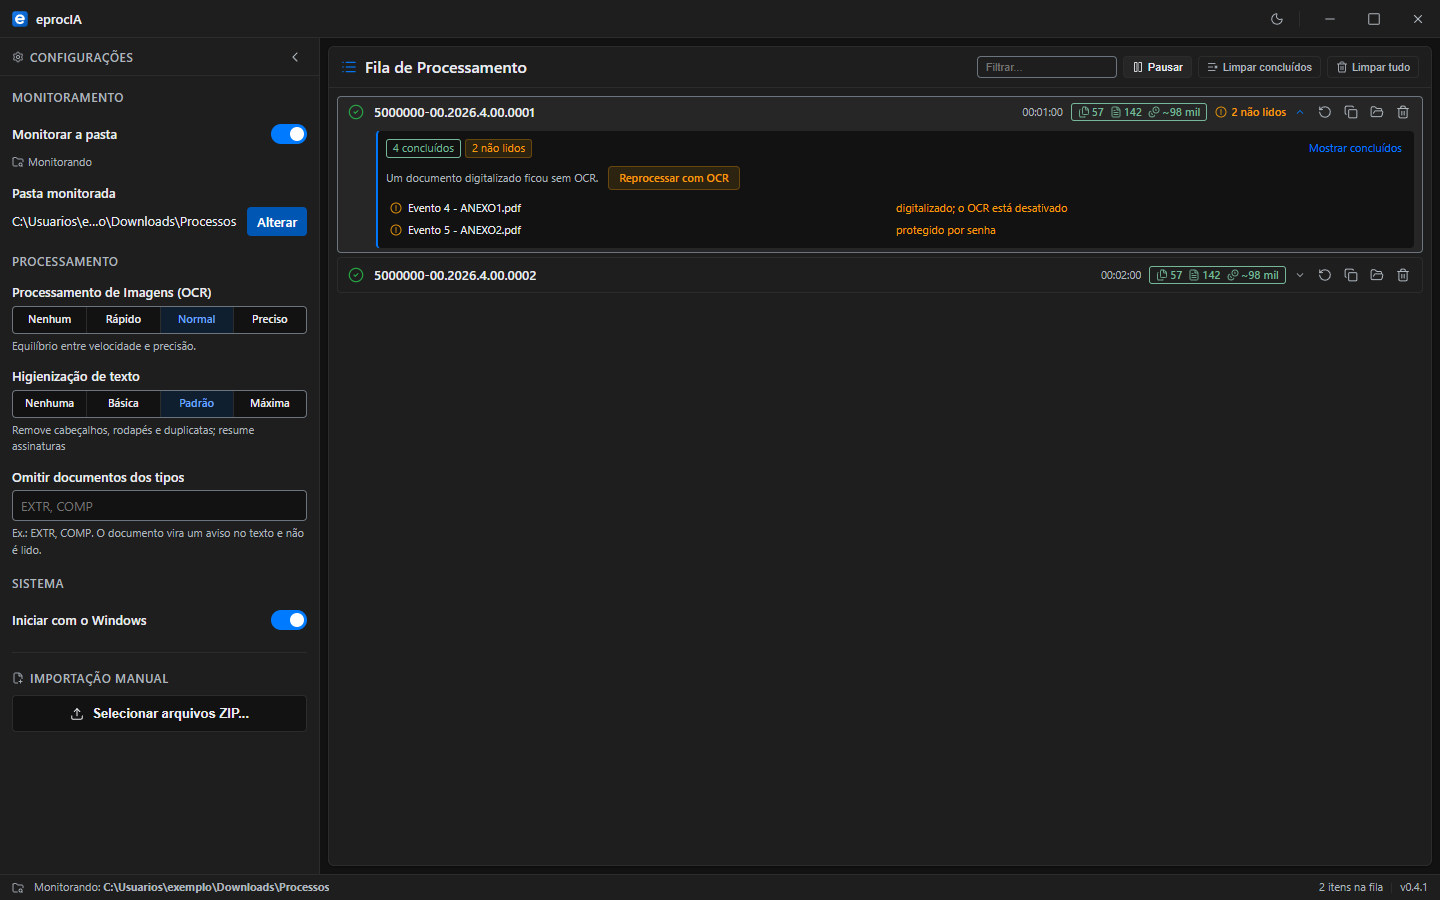 eprocIA
CONFIGURAÇÕES
MONITORAMENTO
Monitorar a pasta
Monitorando
Pasta monitorada
C:\Usuarios\e...o\Downloads\Processos
Alterar
PROCESSAMENTO
Processamento de Imagens (OCR)
Nenhum Rápido Normal Preciso
Equilíbrio entre velocidade e precisão.
Higienização de texto
Nenhuma Básica Padrão Máxima
Remove cabeçalhos, rodapés e duplicatas; resume
assinaturas
Omitir documentos dos tipos
EXTR, COMP
Ex.: EXTR, COMP. O documento vira um aviso no texto e não
é lido.
SISTEMA
Iniciar com o Windows
IMPORTAÇÃO MANUAL
Selecionar arquivos ZIP...
Fila de Processamento
Filtrar...
Pausar
Limpar concluídos
Limpar tudo
5000000-00.2026.4.00.0001
00:01:00 57 142 ~98 mil 2 não lidos
4 concluídos 2 não lidos
Mostrar concluídos
Um documento digitalizado ficou sem OCR. Reprocessar com OCR
Evento 4 - ANEXO1.pdf digitalizado; o OCR está desativado
Evento 5 - ANEXO2.pdf protegido por senha
5000000-00.2026.4.00.0002
00:02:00 57 142 ~98 mil
Monitorando: C:\Usuarios\exemplo\Downloads\Processos
2 itens na fila
v0.4.1